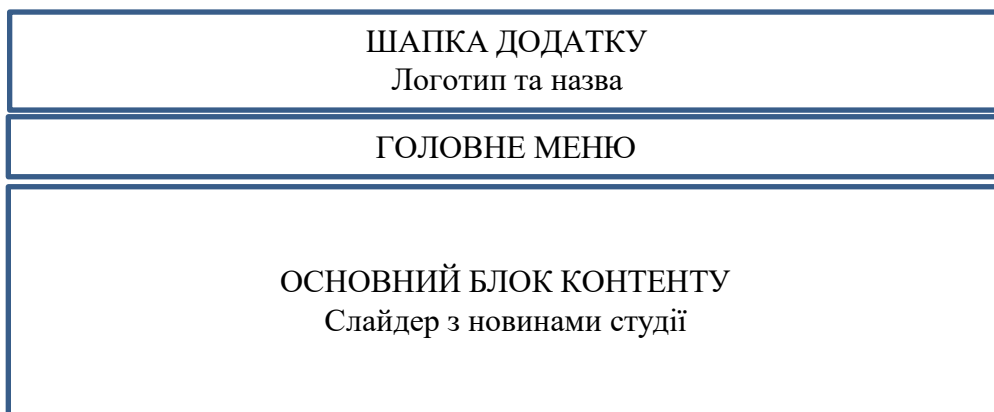 ШАПКА ДОДАТКУ
Логотип та назва
ГОЛОВНЕ МЕНЮ
ОСНОВНИЙ БЛОК КОНТЕНТУ
Слайдер з новинами студії